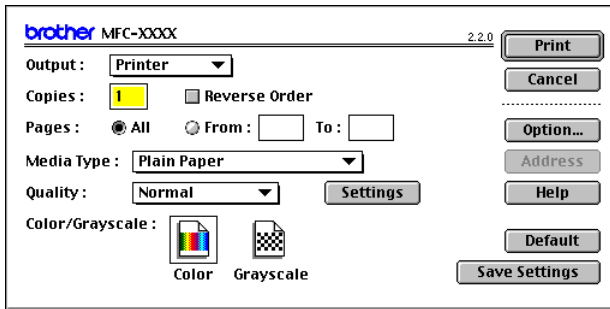 brother MFC-XXXX 2.2.0
Print
Output : Printer
Cancel
Copies : 1 Reverse Order
Pages : All From : To :
Option...
Media Type : Plain Paper
Address
Quality : Normal Settings
Help
Color/Grayscale :
Color Grayscale
Default
Save Settings